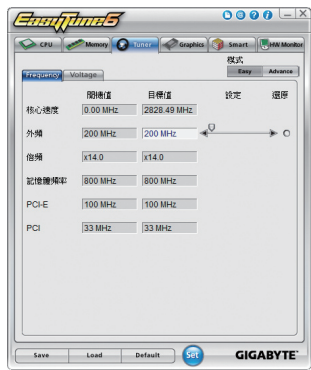 EasyTune6
CPU Memory Tuner Graphics Smart HW Monitor
模式
Easy Advance
Frequency Voltage
開機值 目標值 設定 還原
核心速度 0.00 MHz 2828.49 MHz
外頻 200 MHz 200 MHz
倍頻 x14.0 x14.0
記憶體頻率 800 MHz 800 MHz
PCI-E 100 MHz 100 MHz
PCI 33 MHz 33 MHz
Save Load Default Set GIGABYTE